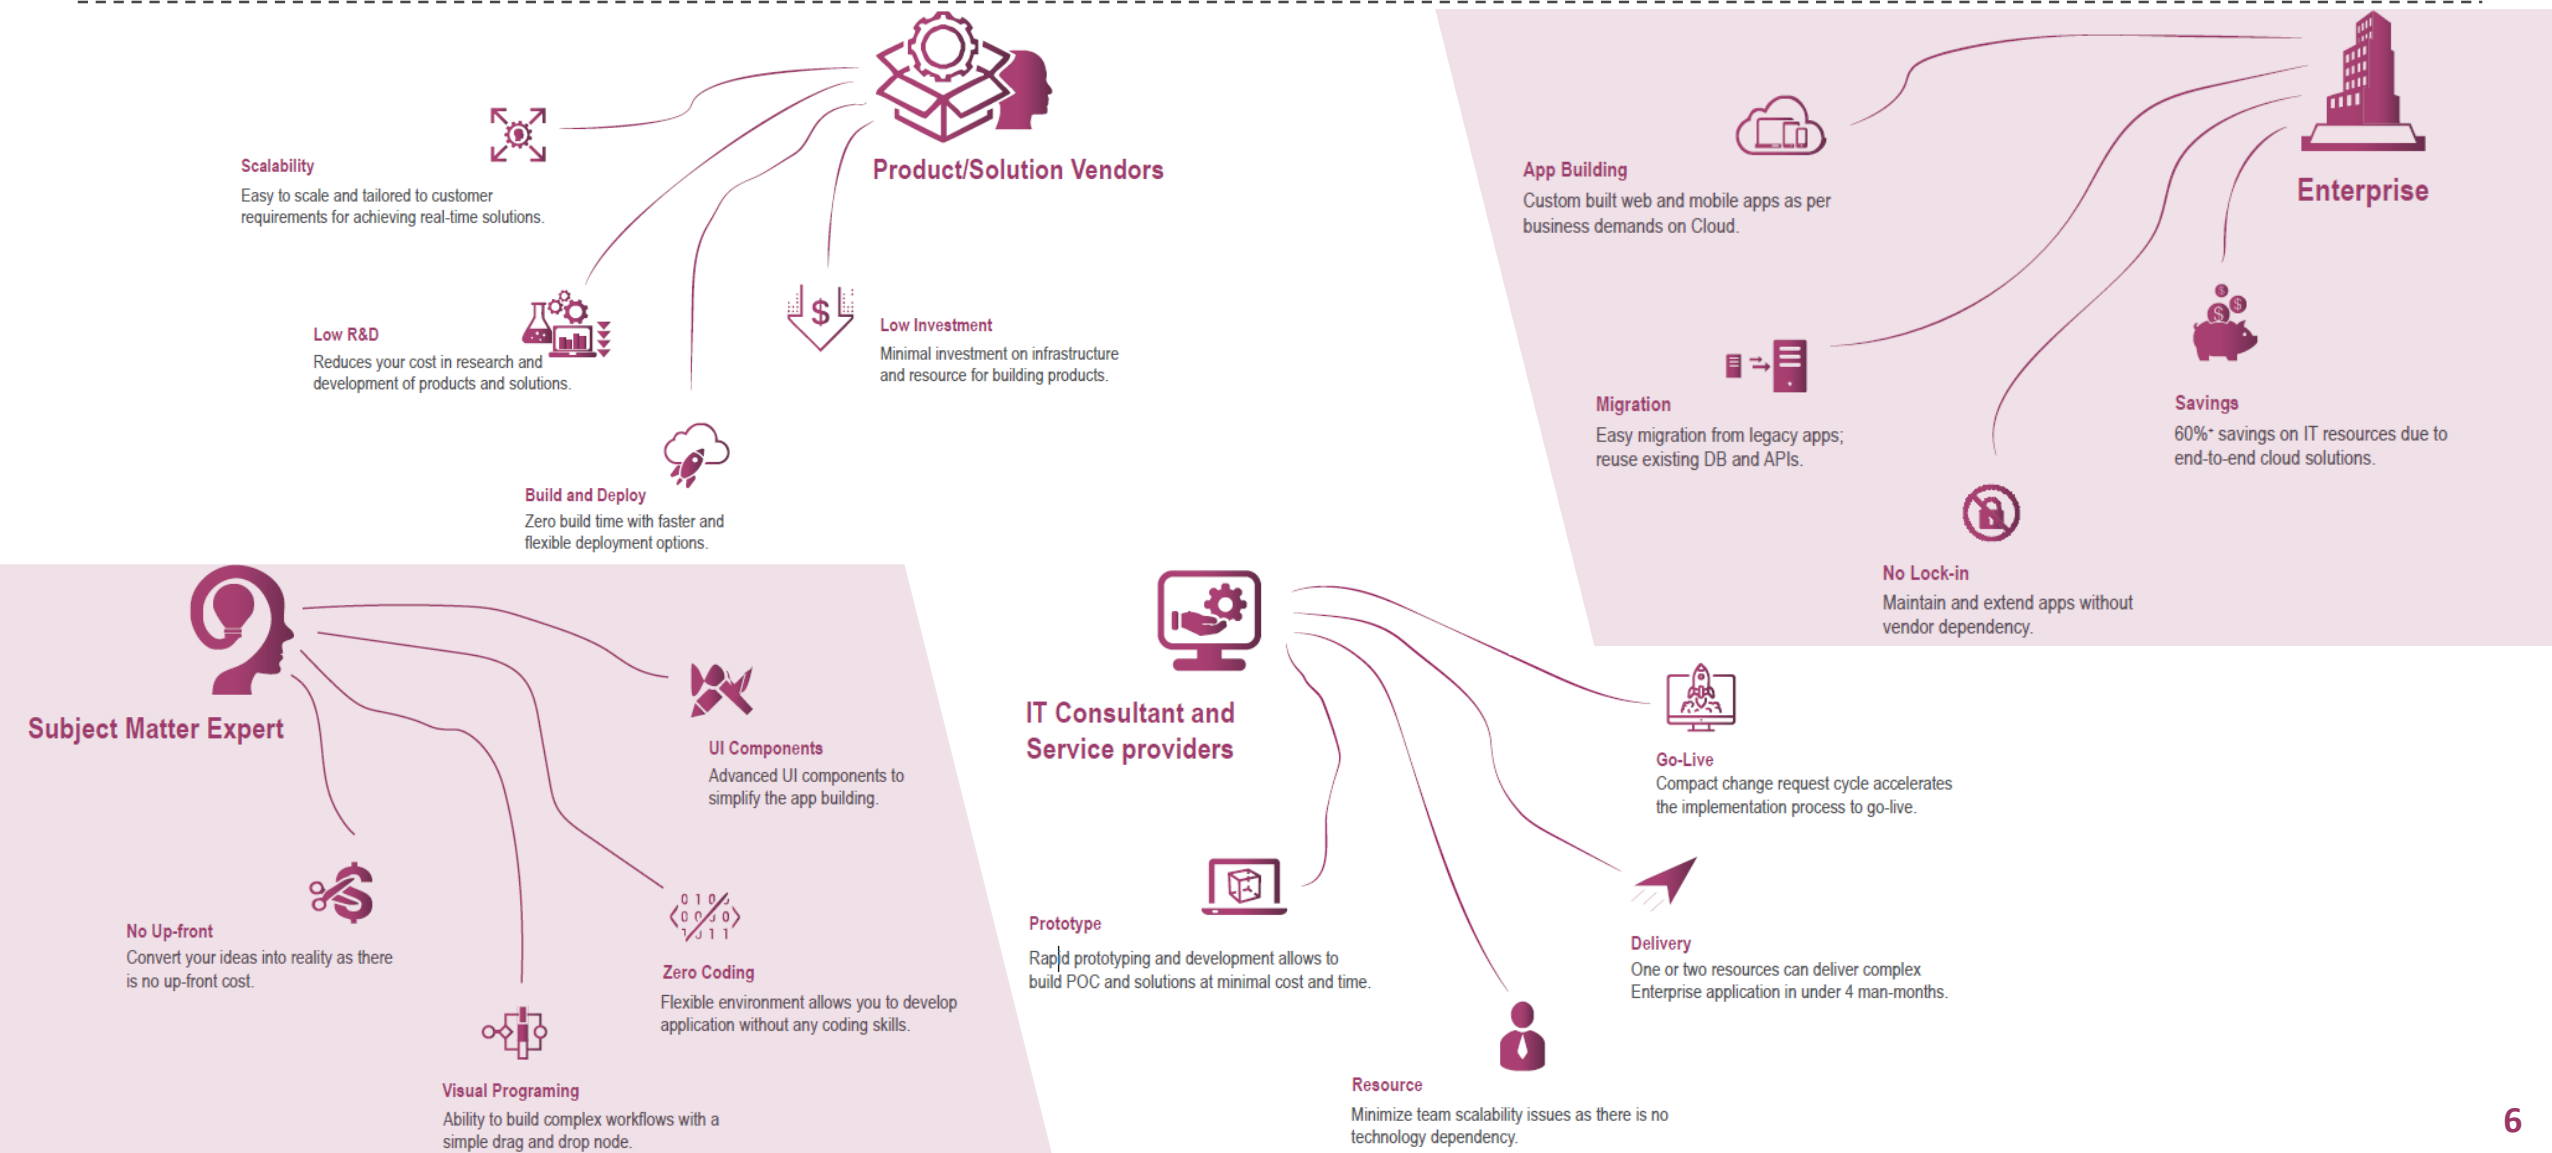 Product/Solution Vendors
Scalability
Easy to scale and tailored to customer
requirements for achieving real-time solutions.
Low R&D
Reduces your cost in research and
development of products and solutions.
Build and Deploy
Zero build time with faster and
flexible deployment options.
Low Investment
Minimal investment on infrastructure
and resource for building products.
Enterprise
App Building
Custom built web and mobile apps as per
business demands on Cloud.
Migration
Easy migration from legacy apps;
reuse existing DB and APIs.
No Lock-in
Maintain and extend apps without
vendor dependency.
Savings
60%+ savings on IT resources due to
end-to-end cloud solutions.
Subject Matter Expert
UI Components
Advanced UI components to
simplify the app building.
Zero Coding
Flexible environment allows you to develop
application without any coding skills.
No Up-front
Convert your ideas into reality as there
is no up-front cost.
Visual Programing
Ability to build complex workflows with a
simple drag and drop node.
IT Consultant and
Service providers
Go-Live
Compact change request cycle accelerates
the implementation process to go-live.
Delivery
One or two resources can deliver complex
Enterprise application in under 4 man-months.
Prototype
Rapid prototyping and development allows to
build POC and solutions at minimal cost and time.
Resource
Minimize team scalability issues as there is no
technology dependency.
6